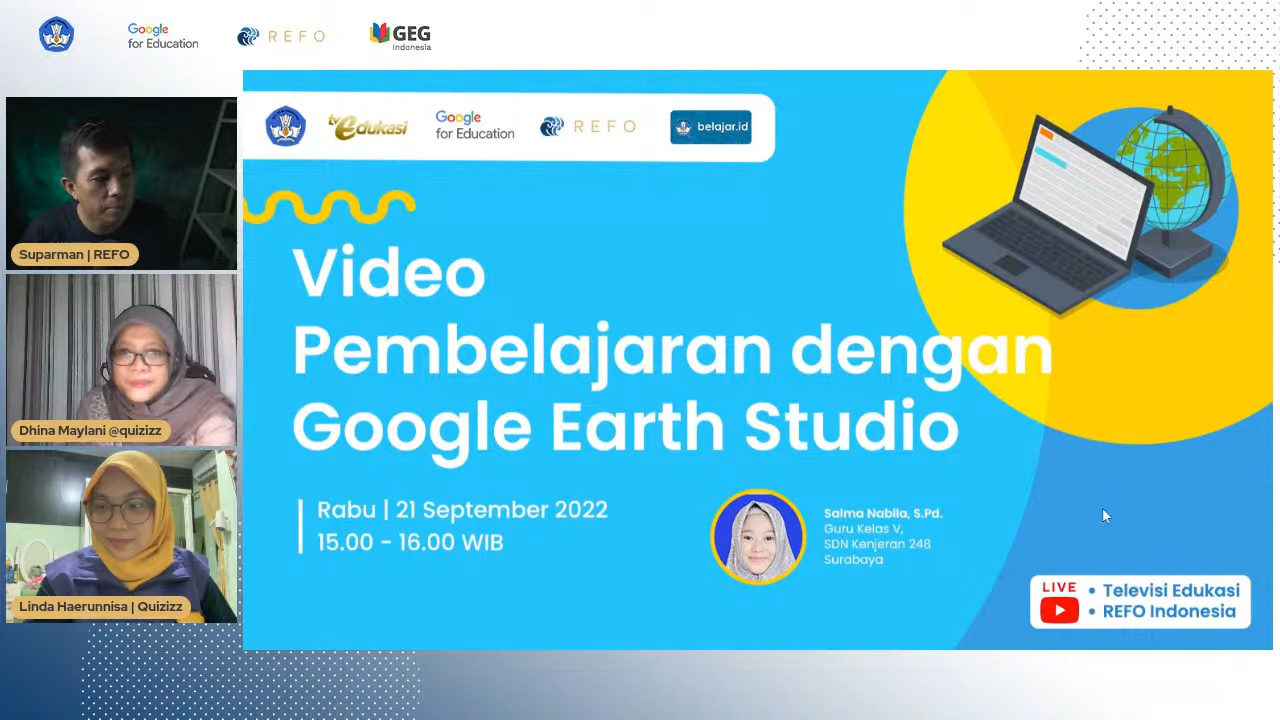 Google
for Education
REFO
GEG
Indonesia
tv Edukasi
Google
for Education
REFO
belajar.id
Video
Pembelajaran dengan
Google Earth Studio
Rabu | 21 September 2022
15.00 - 16.00 WIB
Salma Nabila, S.Pd.
Guru Kelas V,
SDN Kenjeran 248
Surabaya
LIVE
• Televisi Edukasi
• REFO Indonesia
Suparman | REFO
Dhina Maylani @quizizz
Linda Haerunnisa | Quizizz